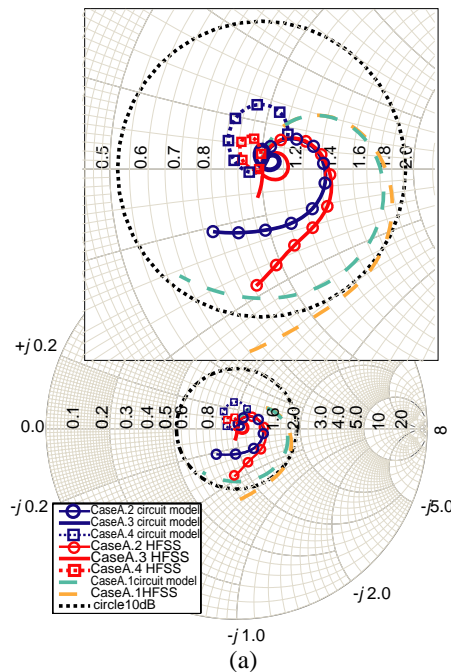 0.5
0.6
0.7
0.8
1.2
1.4
1.6
1.8
2.0
+j 0.2
0.0
0.1
0.2
0.3
0.4
0.5
0.6
0.8
1.6
2.0
3.0
4.0
5.0
10
20
8
-j 0.2
-j5.0
CaseA.2 circuit model
CaseA.3 circuit model
CaseA.4 circuit model
CaseA.2 HFSS
CaseA.3 HFSS
CaseA.4 HFSS
CaseA.1circuit model
CaseA.1HFSS
circle10dB
-j 2.0
-j 1.0
(a)